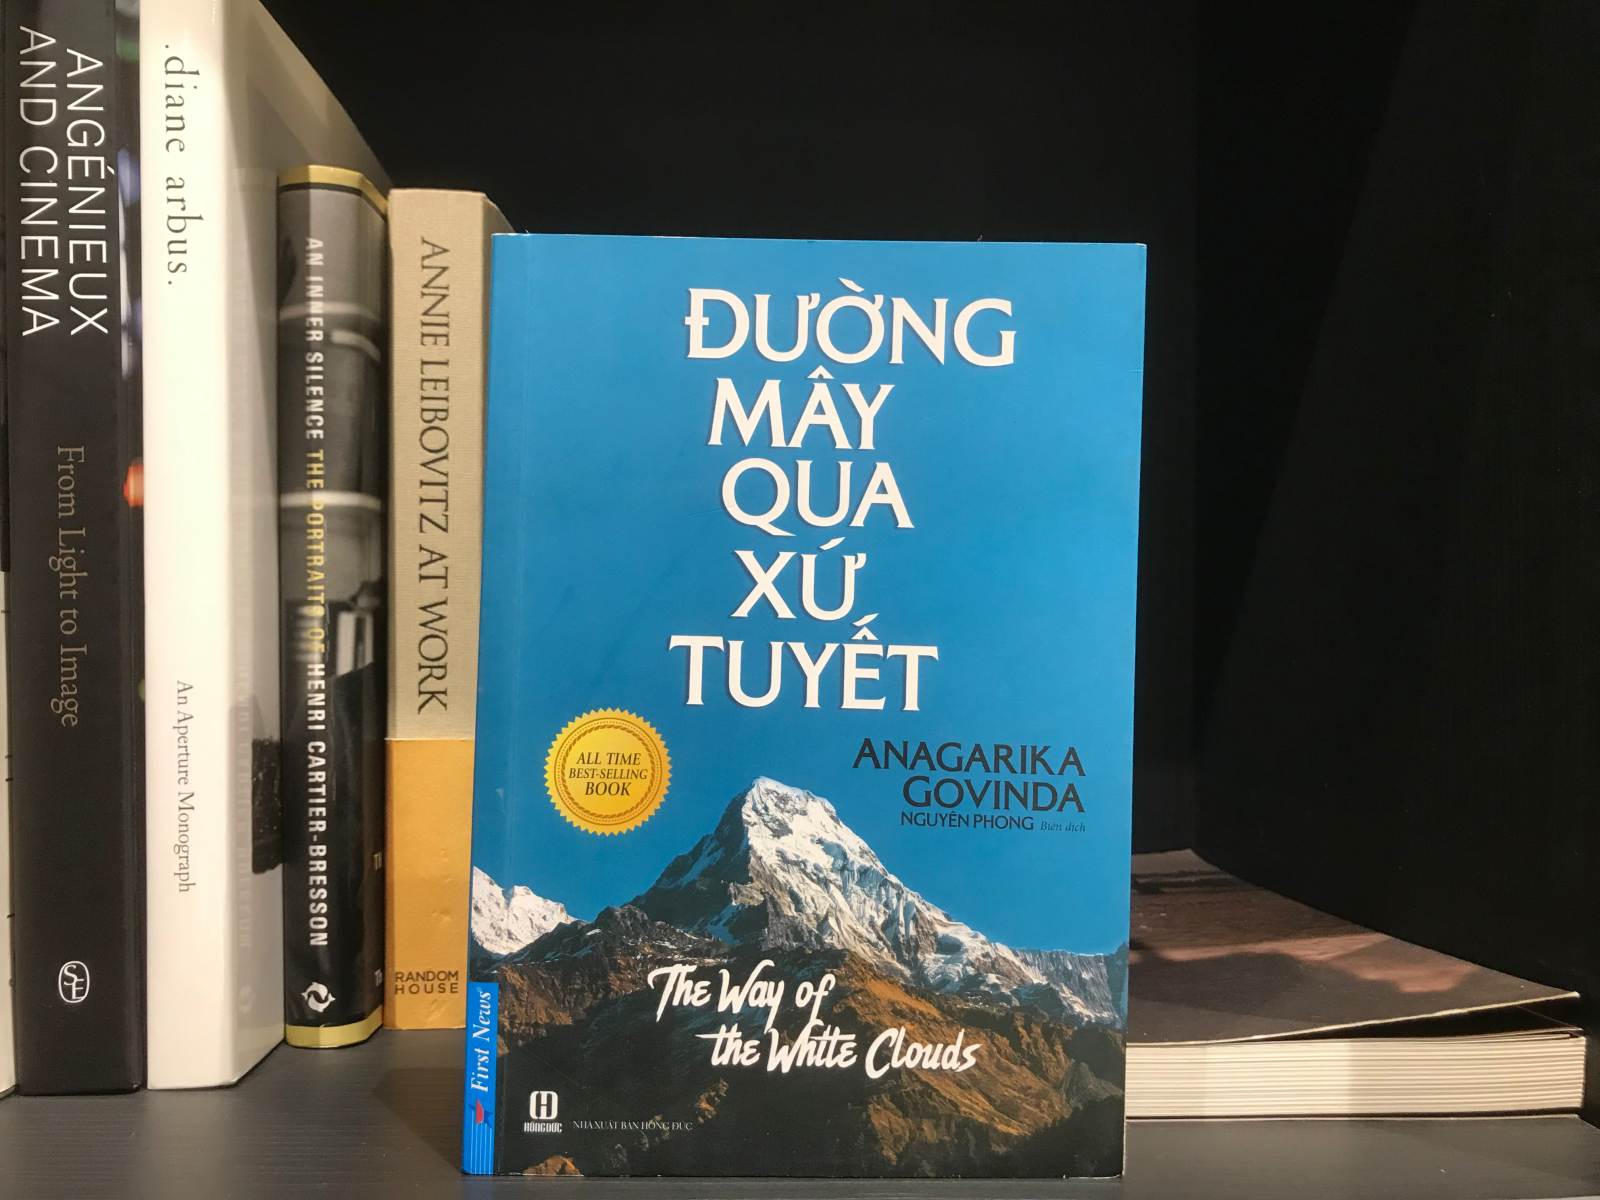 ANGÉNIEUX
AND CINEMA
From Light to Image
.diane arbus.
An Aperture Monograph
AN INNER SILENCE THE PORTRAITS OF HENRI CARTIER-BRESSON
ANNIE LEIBOVITZ AT WORK
RANDOM
HOUSE
ĐƯỜNG
MÂY
QUA
XỨ
TUYẾT
ALL TIME
BEST-SELLING
BOOK
ANAGARIKA
GOVINDA
NGUYÊN PHONG Biên dịch
The Way of
the White Clouds
First News
HỒNG ĐỨC
NHÀ XUẤT BẢN HỒNG ĐỨC